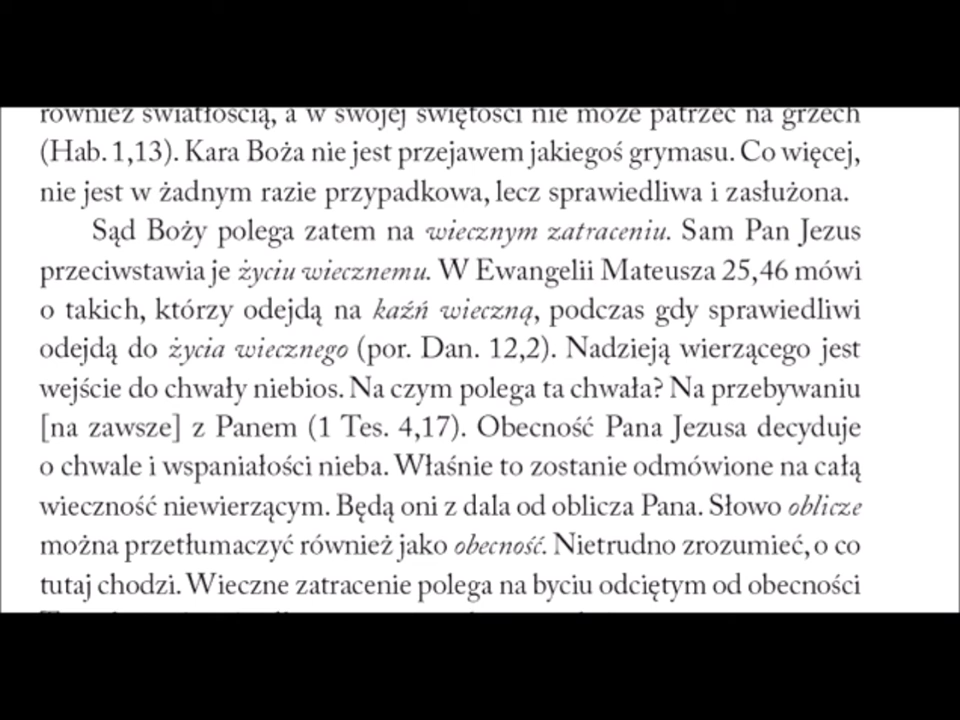 również światłością, a w swojej świętości nie może patrzeć na grzech
(Hab. 1,13). Kara Boża nie jest przejawem jakiegoś grymasu. Co więcej,
nie jest w żadnym razie przypadkowa, lecz sprawiedliwa i zasłużona.
Sąd Boży polega zatem na wiecznym zatraceniu. Sam Pan Jezus
przeciwstawia je życiu wiecznemu. W Ewangelii Mateusza 25,46 mówi
o takich, którzy odejdą na kaźń wieczną, podczas gdy sprawiedliwi
odejdą do życia wiecznego (por. Dan. 12,2). Nadzieją wierzącego jest
wejście do chwały niebios. Na czym polega ta chwała? Na przebywaniu
[na zawsze] z Panem (1 Tes. 4,17). Obecność Pana Jezusa decyduje
o chwale i wspaniałości nieba. Właśnie to zostanie odmówione na całą
wieczność niewierzącym. Będą oni z dala od oblicza Pana. Słowo oblicze
można przetłumaczyć również jako obecność. Nietrudno zrozumieć, o co
tutaj chodzi. Wieczne zatracenie polega na byciu odciętym od obecności